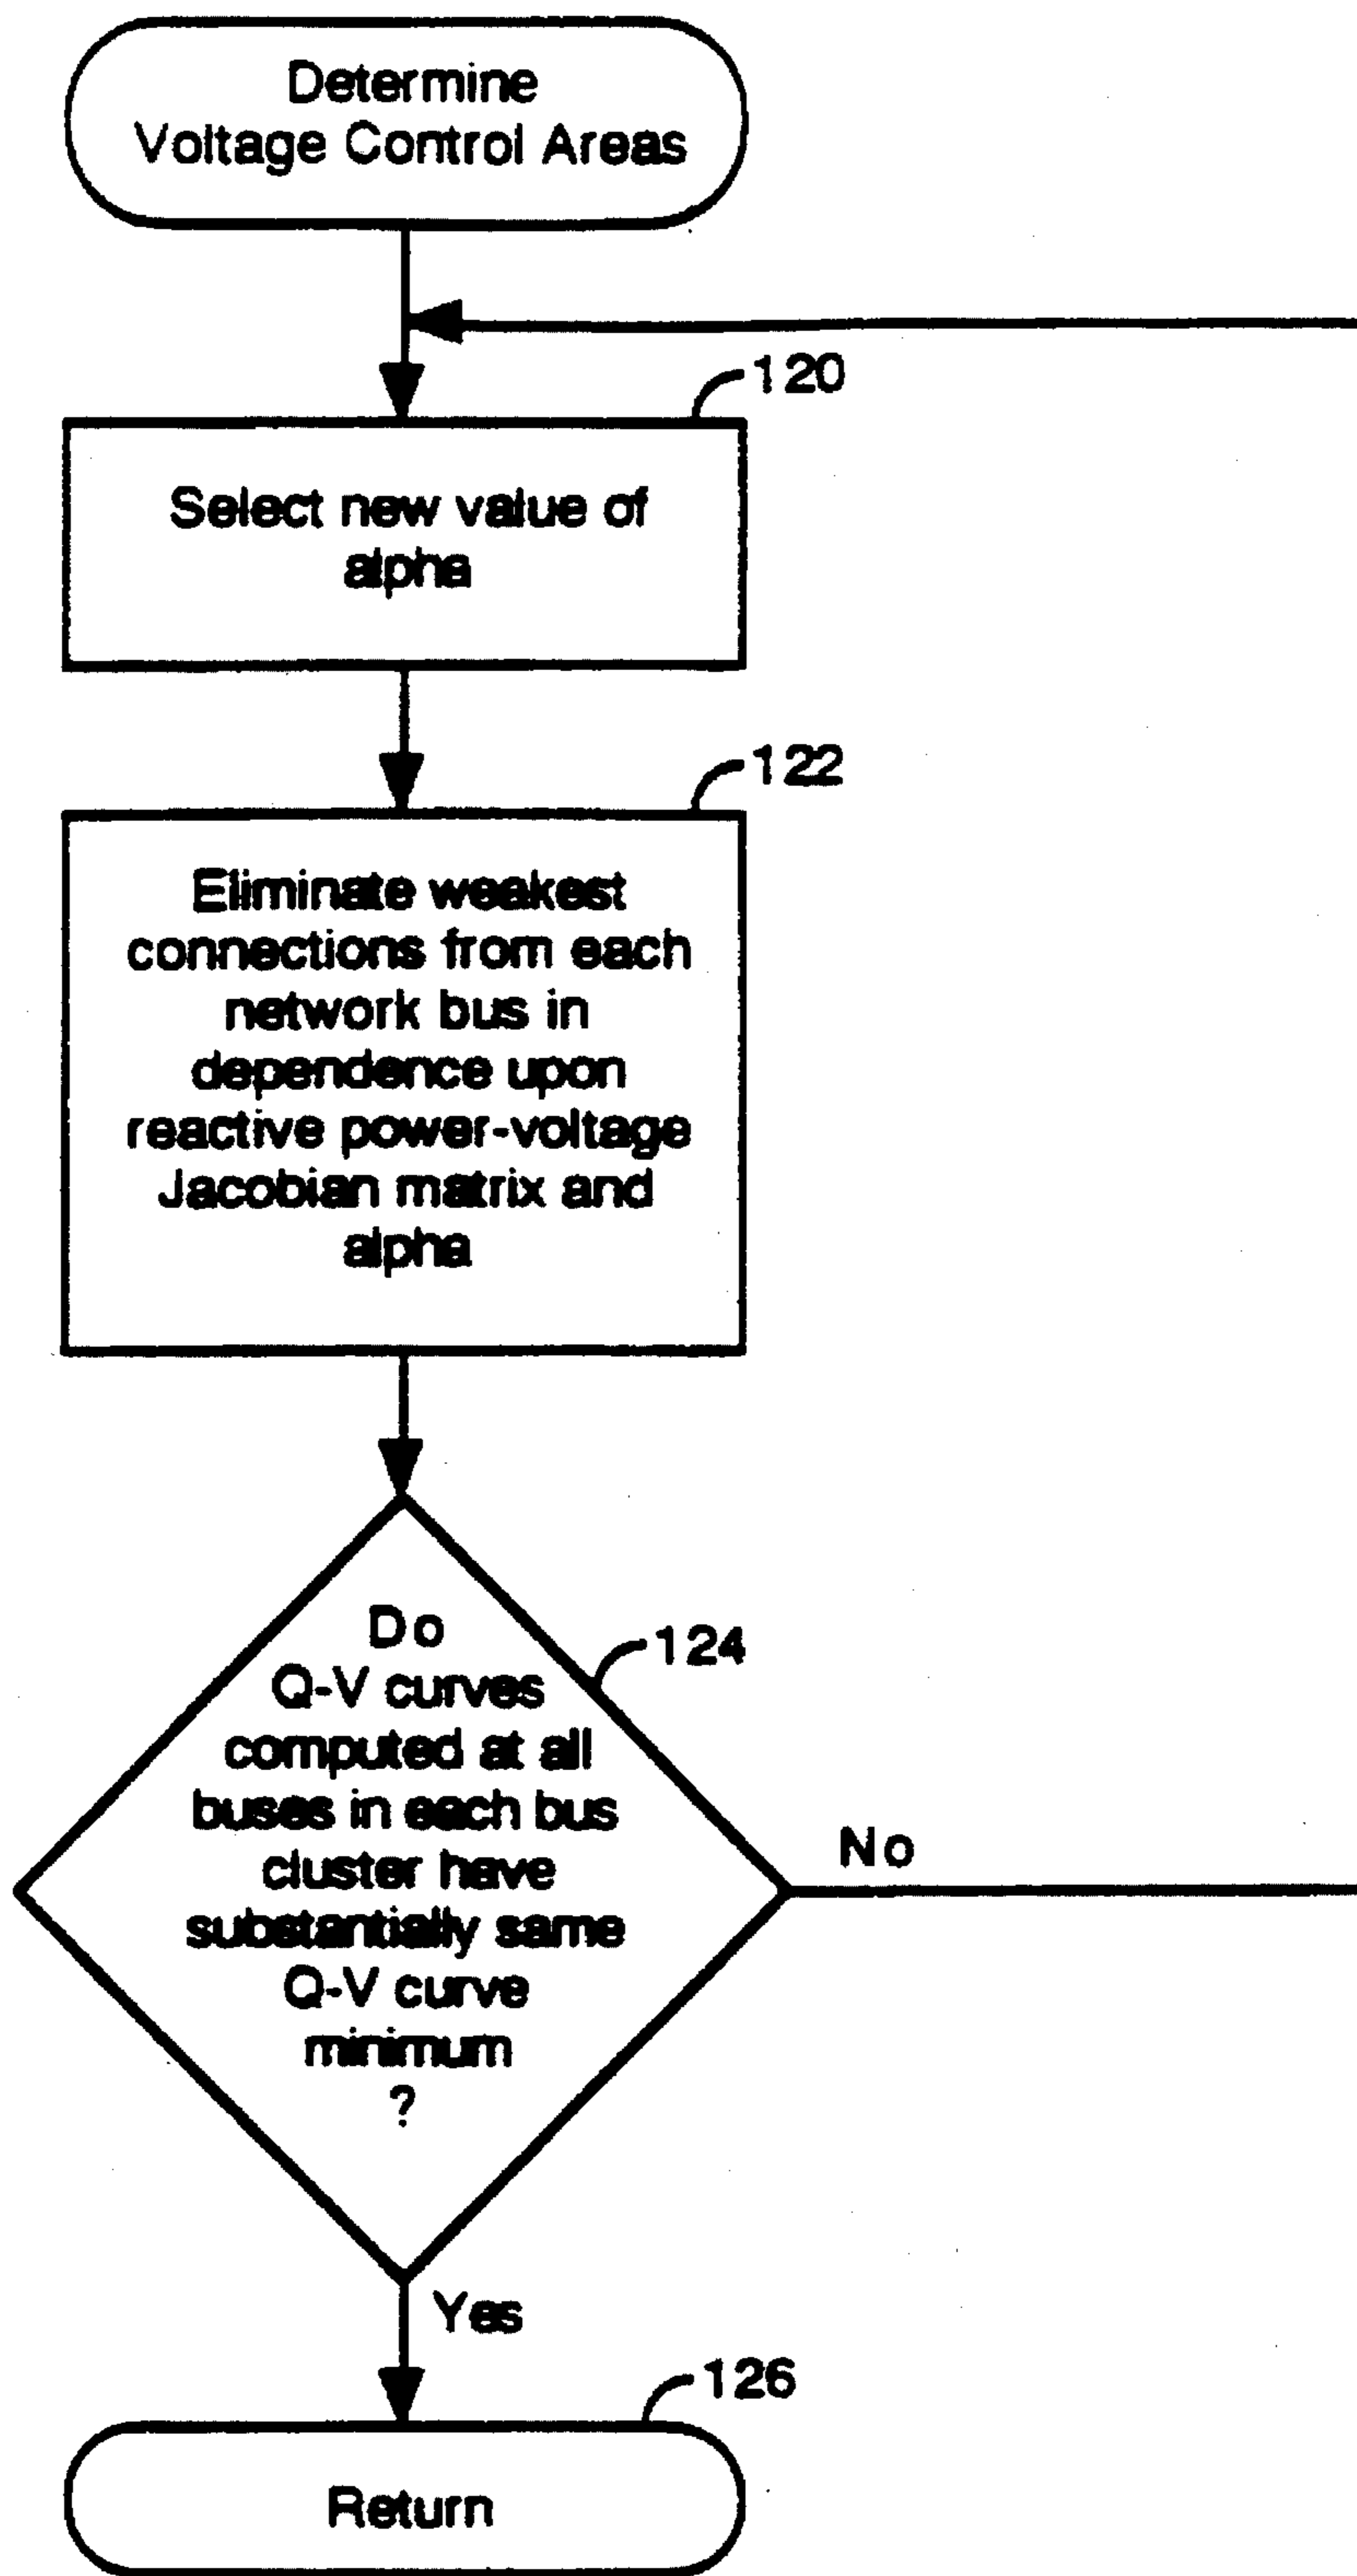 Determine
Voltage Control Areas
120
Select new value of
alpha
122
Eliminate weakest
connections from each
network bus in
dependence upon
reactive power-voltage
Jacobian matrix and
alpha
Do
Q-V curves
computed at all
buses in each bus
cluster have
substantially same
Q-V curve
minimum
?
124
No
Yes
126
Return